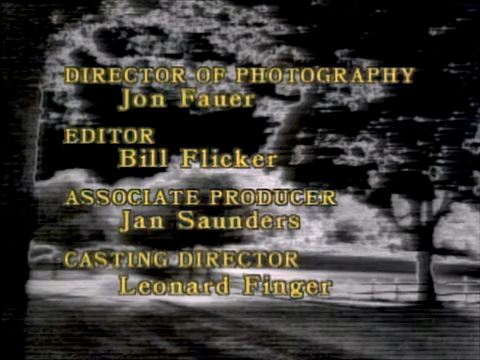 DIRECTOR OF PHOTOGRAPHY
Jon Fauer
EDITOR
Bill Flicker
ASSOCIATE PRODUCER
Jan Saunders
CASTING DIRECTOR
Leonard Finger